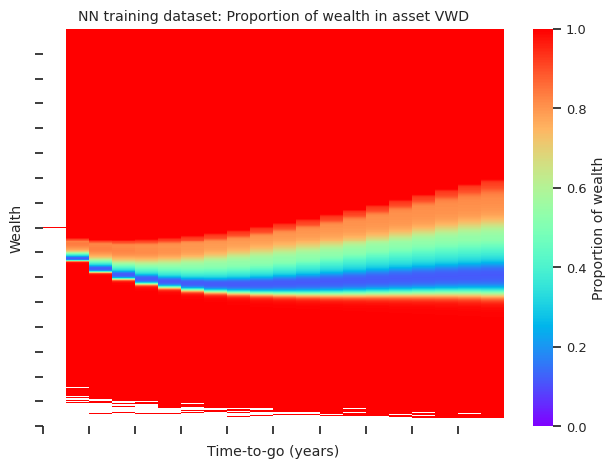 NN training dataset: Proportion of wealth in asset VWD
1.0
0.8
0.6
0.4
0.2
0.0
Proportion of wealth
Wealth
Time-to-go (years)